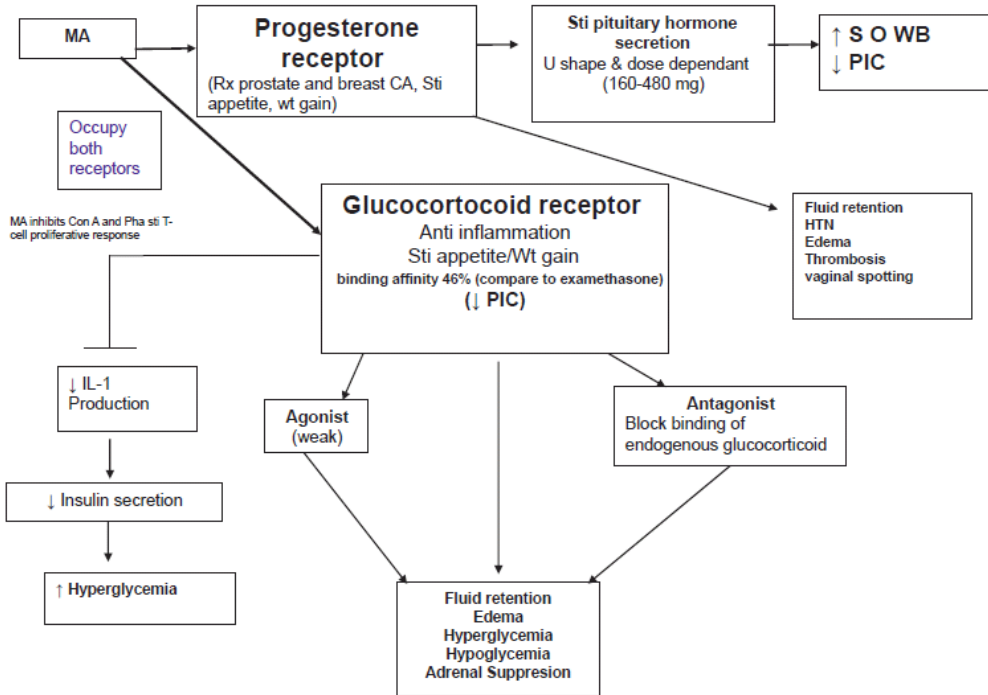 MA
Progesterone
receptor
(Rx prostate and breast CA, Sti
appetite, wt gain)
Sti pituitary hormone
secretion
U shape & dose dependant
(160-480 mg)
↑ S O WB
↓ PIC
Occupy
both
receptors
MA inhibits Con A and Pha sti T-
cell proliferative response
Glucocortocoid receptor
Anti inflammation
Sti appetite/Wt gain
binding affinity 46% (compare to examethasone)
(↓ PIC)
Fluid retention
HTN
Edema
Thrombosis
vaginal spotting
↓ IL-1
Production
Agonist
(weak)
Antagonist
Block binding of
endogenous glucocorticoid
↓ Insulin secretion
↑ Hyperglycemia
Fluid retention
Edema
Hyperglycemia
Hypoglycemia
Adrenal Suppresion